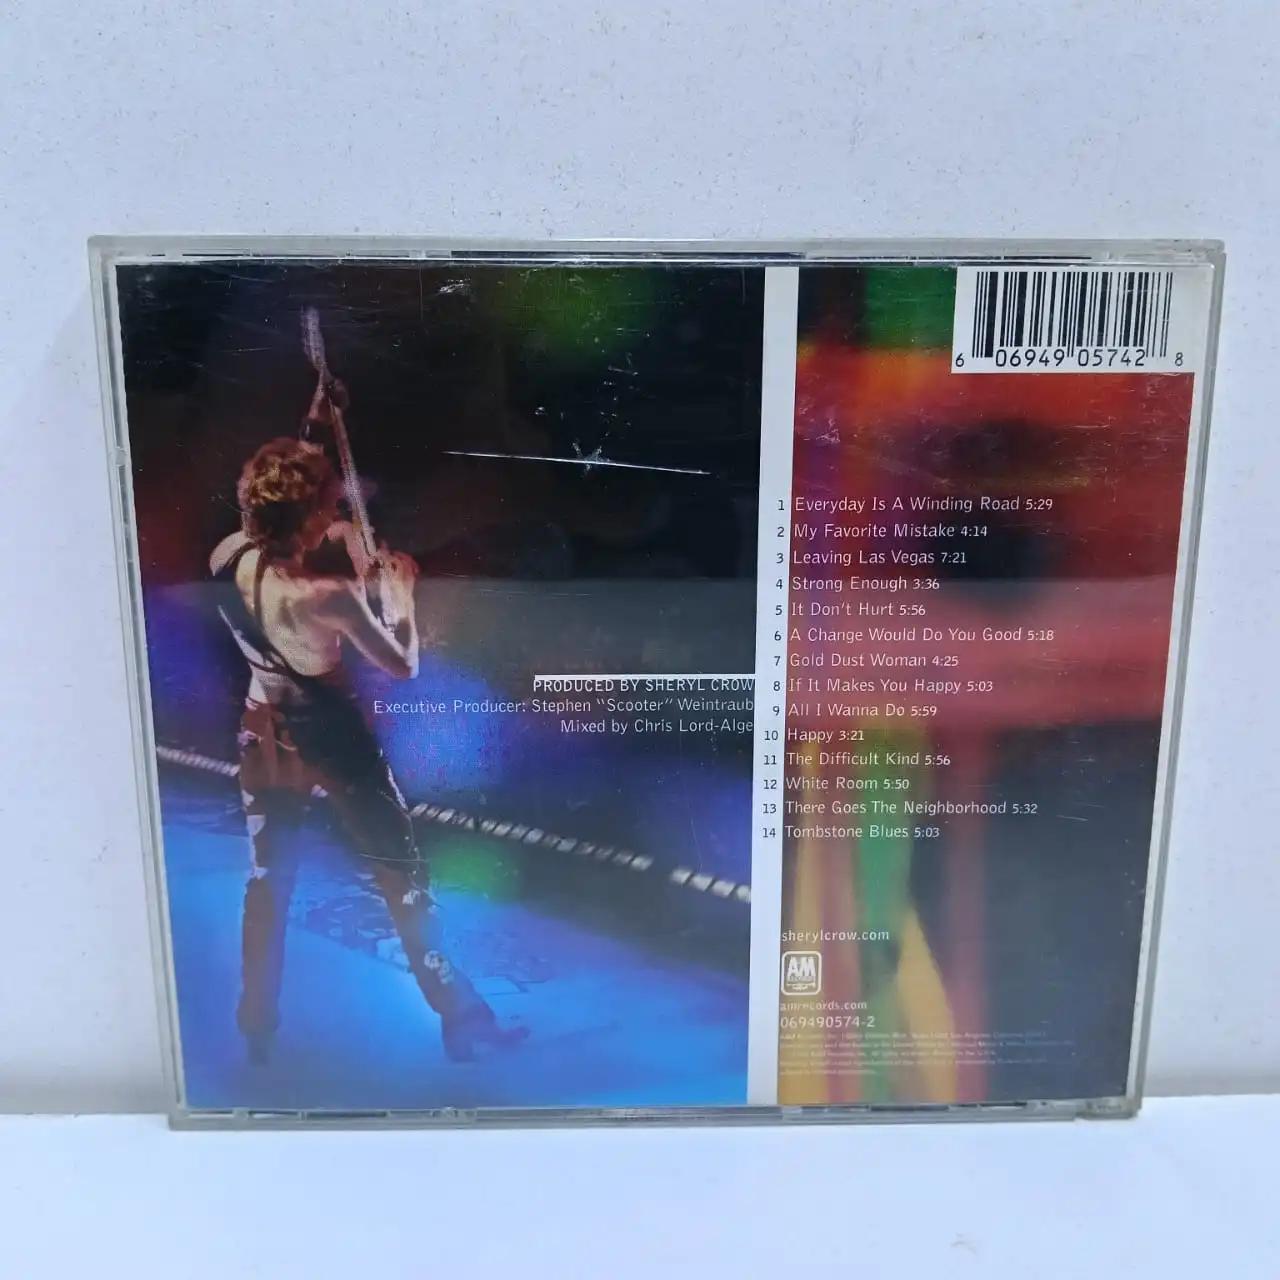 6 06949 05742 8
1 Everyday Is A Winding Road 5:29
2 My Favorite Mistake 4:14
3 Leaving Las Vegas 7:21
4 Strong Enough 3:36
5 It Don't Hurt 5:56
6 A Change Would Do You Good 5:18
7 Gold Dust Woman 4:25
8 If It Makes You Happy 5:03
9 All I Wanna Do 5:59
10 Happy 3:21
11 The Difficult Kind 5:56
12 White Room 5:50
13 There Goes The Neighborhood 5:32
14 Tombstone Blues 5:03
PRODUCED BY SHERYL CROW
Executive Producer: Stephen "Scooter" Weintraub
Mixed by Chris Lord-Alge
sherylcrow.com
AM
amrecords.com
069490574-2